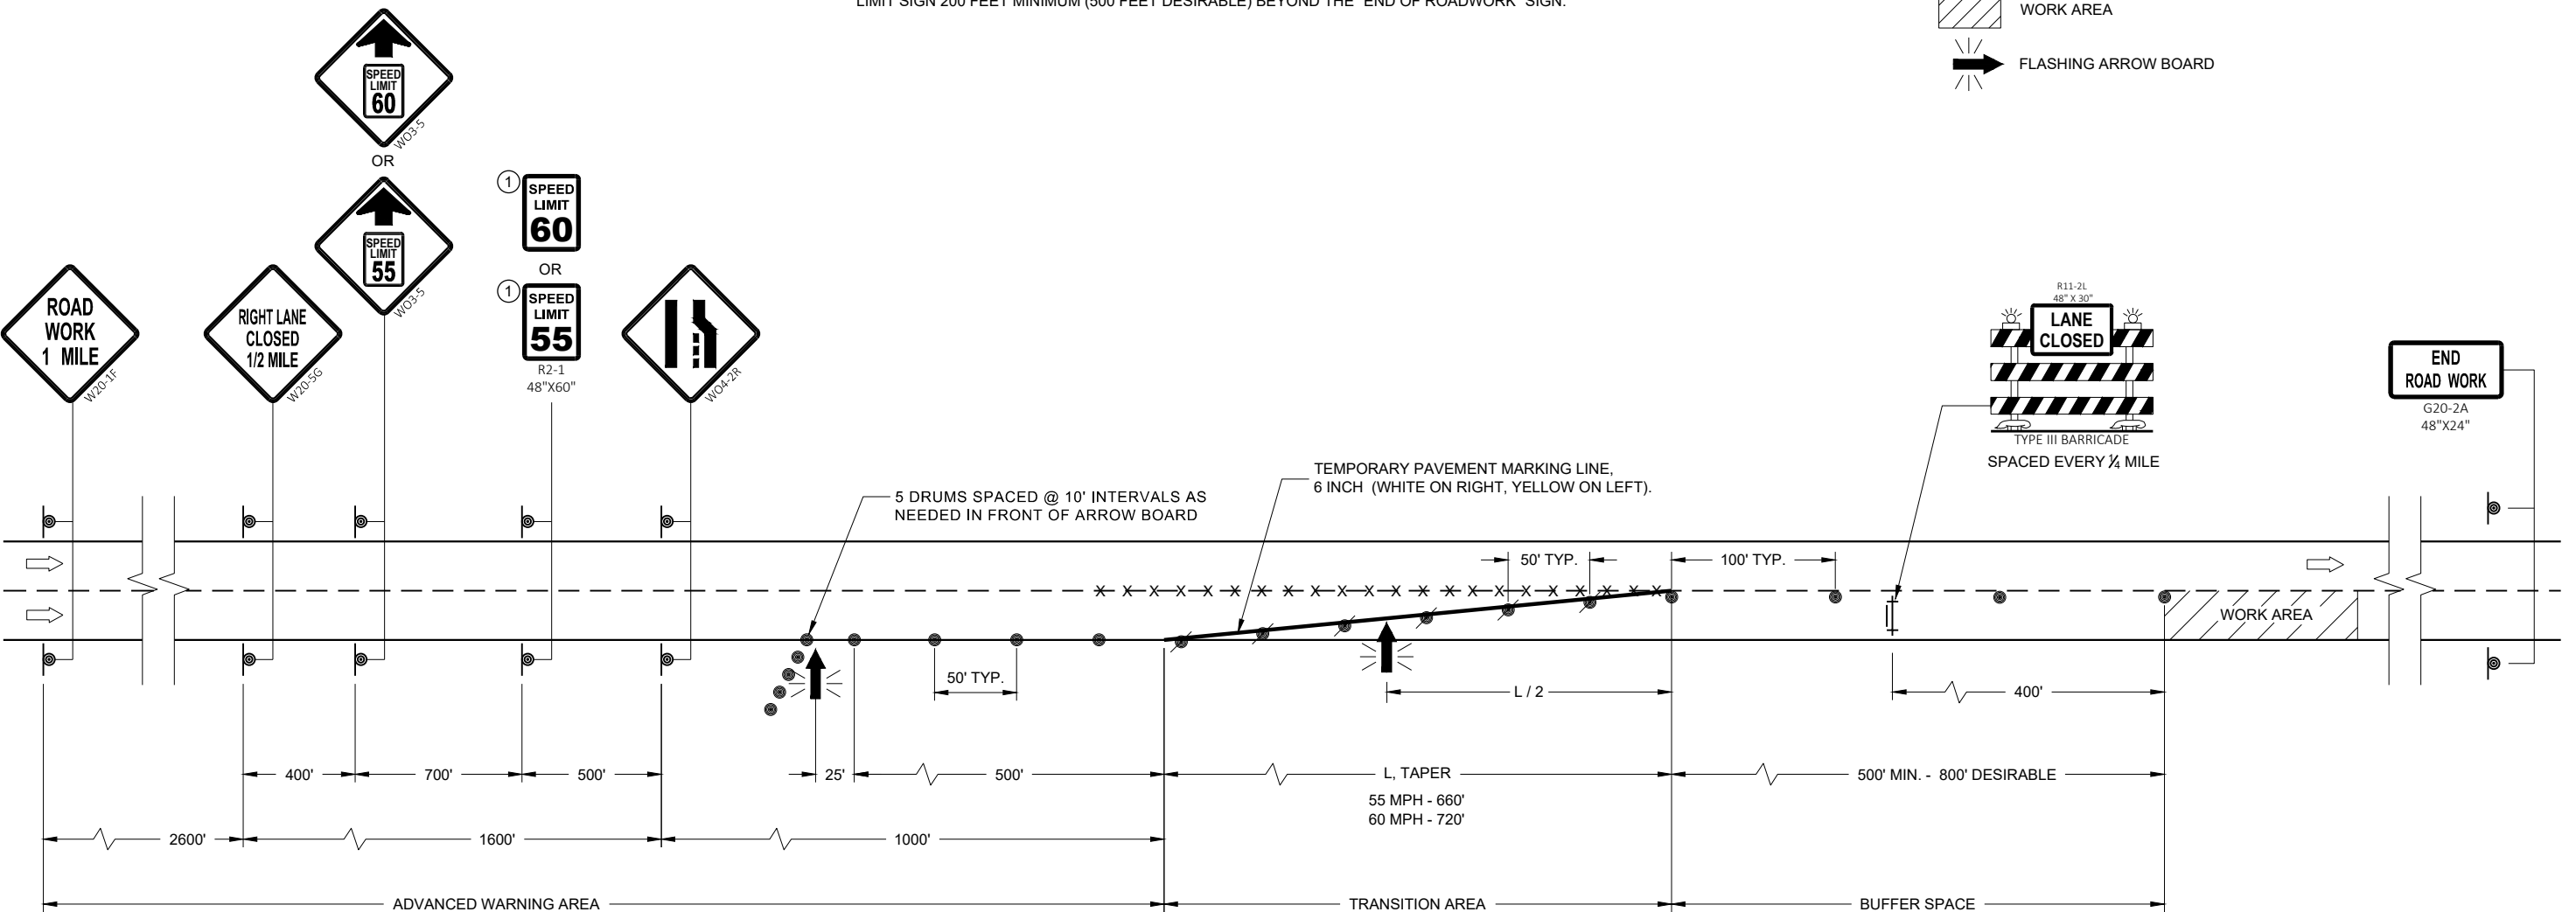 LIMIT SIGN 200 FEET MINIMUM (500 FEET DESIRABLE) BEYOND THE "END OF ROADWORK" SIGN.
WORK AREA
FLASHING ARROW BOARD
SPEED
LIMIT
60
WO3-5
OR
SPEED
LIMIT
55
WO3-5
1
SPEED
LIMIT
60
OR
1
SPEED
LIMIT
55
R2-1
48"X60"
ROAD
WORK
1 MILE
W20-1F
RIGHT LANE
CLOSED
1/2 MILE
W20-5G
WO4-2R
R11-2L
48" X 30"
LANE
CLOSED
TYPE III BARRICADE
SPACED EVERY ¼ MILE
END
ROAD WORK
G20-2A
48"X24"
5 DRUMS SPACED @ 10' INTERVALS AS
NEEDED IN FRONT OF ARROW BOARD
TEMPORARY PAVEMENT MARKING LINE,
6 INCH (WHITE ON RIGHT, YELLOW ON LEFT).
50' TYP.
100' TYP.
WORK AREA
50' TYP.
L / 2
400'
400'
700'
500'
25'
500'
L, TAPER
500' MIN. - 800' DESIRABLE
55 MPH - 660'
60 MPH - 720'
2600'
1600'
1000'
ADVANCED WARNING AREA
TRANSITION AREA
BUFFER SPACE